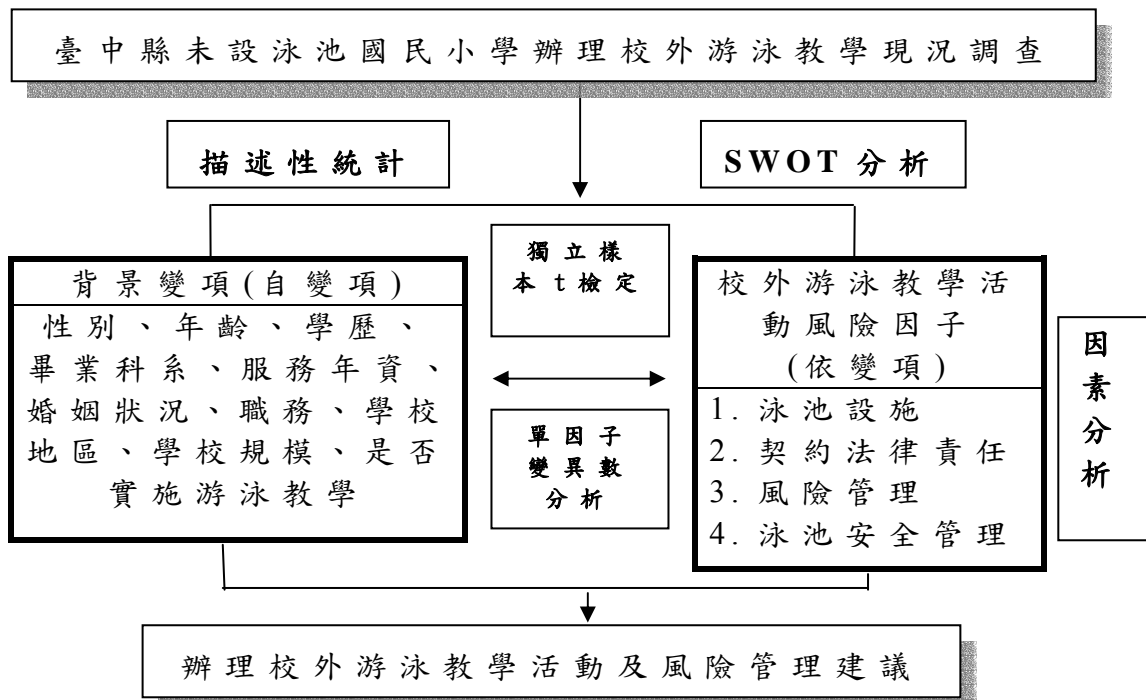 臺中縣未設泳池國民小學辦理校外游泳教學現況調查
描述性統計
SWOT 分析
獨立樣
本 t檢定
背景變項(自變項)
性別、年齡、學歷、
畢業科系、服務年資、
婚姻狀況、職務、學校
地區、學校規模、是否
實施游泳教學
單因子
變異數
分析
校外游泳教學活
動風險因子
(依變項)
1. 泳池設施
2. 契約法律責任
3. 風險管理
4. 泳池安全管理
因
素
分
析
辦理校外游泳教學活動及風險管理建議